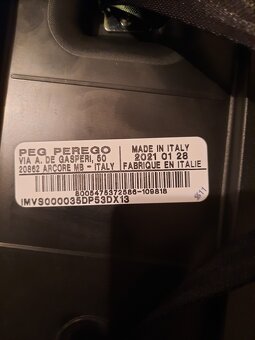 PEG PEREGO
MADE IN ITALY
VIA A. DE GASPERI, 50
2021 01 28
20862 ARCORE MB - ITALY
FABRIQUE EN ITALIE
8005475372586-109818
IMVS000035DP53DX13